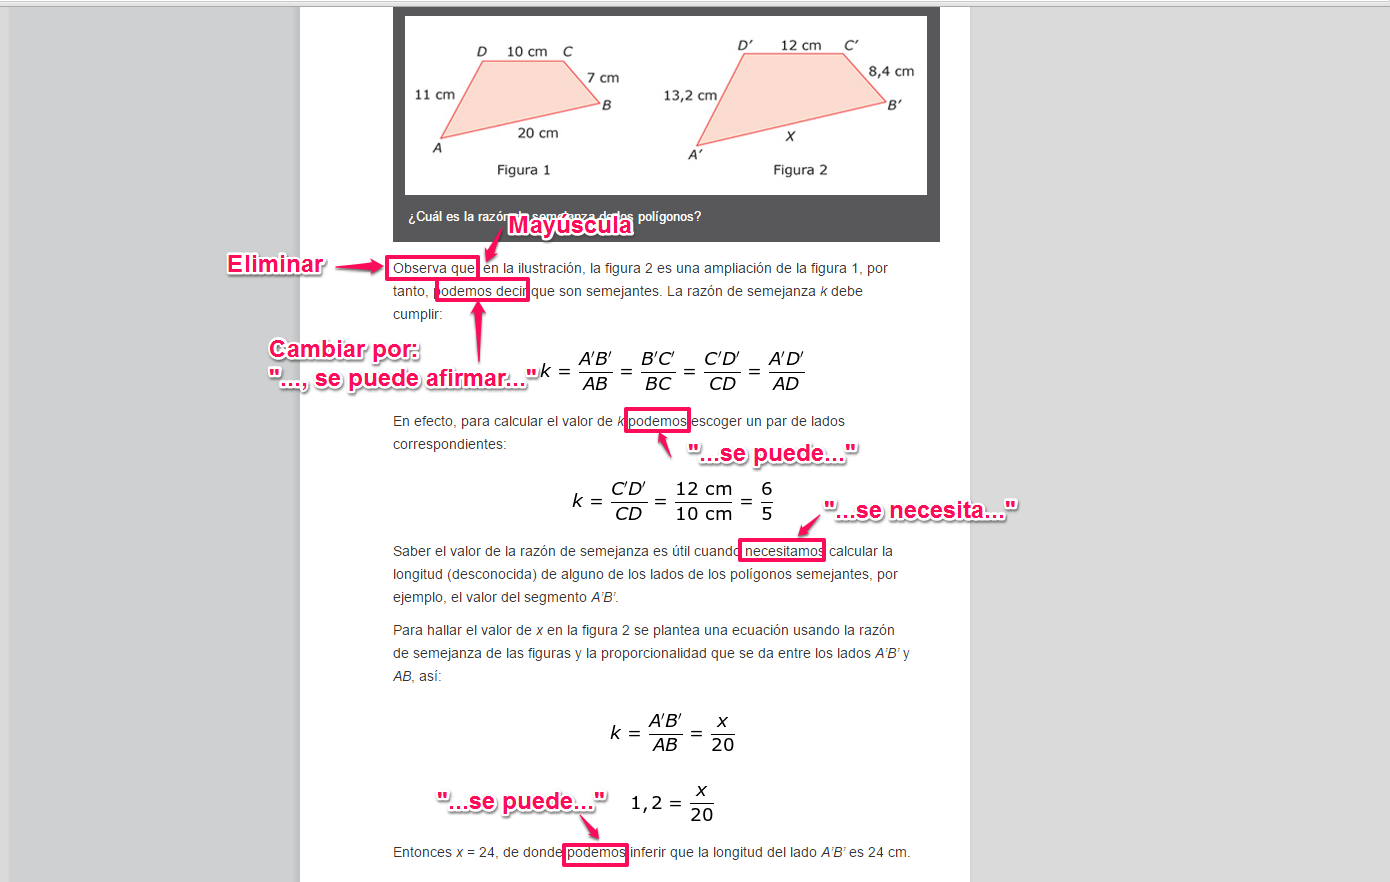 D 10 cm C
D′ 12 cm C′
7 cm
8,4 cm
11 cm
13,2 cm
B
B′
20 cm
X
A
A′
Figura 1
Figura 2
¿Cuál es la razón de semejanza de los polígonos?
Mayúscula
Eliminar
Observa que, en la ilustración, la figura 2 es una ampliación de la figura 1, por
tanto, podemos decir que son semejantes. La razón de semejanza k debe
cumplir:
Cambiar por:
"..., se puede afirmar..."
k = A′B′/AB = B′C′/BC = C′D′/CD = A′D′/AD
En efecto, para calcular el valor de k podemos escoger un par de lados
correspondientes:
"...se puede..."
k = C′D′/CD = 12 cm/10 cm = 6/5
"...se necesita..."
Saber el valor de la razón de semejanza es útil cuando necesitamos calcular la
longitud (desconocida) de alguno de los lados de los polígonos semejantes, por
ejemplo, el valor del segmento A′B′.
Para hallar el valor de x en la figura 2 se plantea una ecuación usando la razón
de semejanza de las figuras y la proporcionalidad que se da entre los lados A′B′ y
AB, así:
k = A′B′/AB = x/20
"...se puede..."
1,2 = x/20
Entonces x = 24, de donde podemos inferir que la longitud del lado A′B′ es 24 cm.